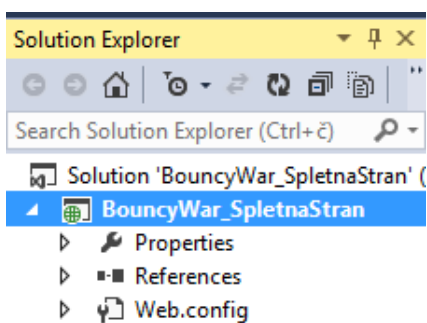 Solution Explorer
Search Solution Explorer (Ctrl+č)
Solution 'BouncyWar_SpletnaStran' (
BouncyWar_SpletnaStran
Properties
References
Web.config